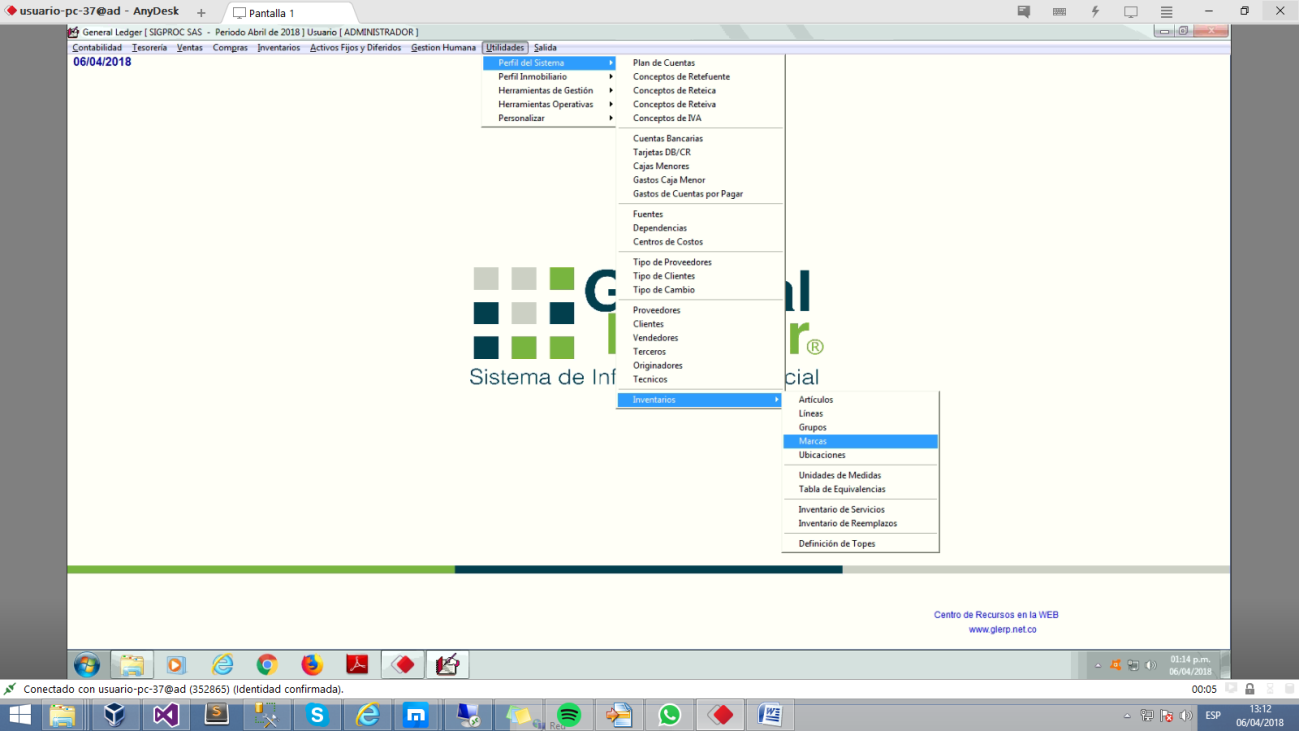 usuario-pc-37@ad - AnyDesk
Pantalla 1
General Ledger [ SIGPROC SAS - Periodo Abril de 2018 ] Usuario [ ADMINISTRADOR ]
Contabilidad Tesorería Ventas Compras Inventarios Activos Fijos y Diferidos Gestion Humana Utilidades Salida
06/04/2018
Perfil del Sistema
Perfil Inmobiliario
Herramientas de Gestión
Herramientas Operativas
Personalizar
Plan de Cuentas
Conceptos de Retefuente
Conceptos de Reteica
Conceptos de Reteiva
Conceptos de IVA
Cuentas Bancarias
Tarjetas DB/CR
Cajas Menores
Gastos Caja Menor
Gastos de Cuentas por Pagar
Fuentes
Dependencias
Centros de Costos
Tipo de Proveedores
Tipo de Clientes
Tipo de Cambio
Proveedores
Clientes
Vendedores
Terceros
Originadores
Tecnicos
Inventarios
Artículos
Líneas
Grupos
Marcas
Ubicaciones
Unidades de Medidas
Tabla de Equivalencias
Inventario de Servicios
Inventario de Reemplazos
Definición de Topes
Sistema de Inf cial
Centro de Recursos en la WEB
www.glerp.net.co
01:14 p.m.
06/04/2018
Conectado con usuario-pc-37@ad (352865) (Identidad confirmada).
00:05
Red
ESP
13:12
06/04/2018